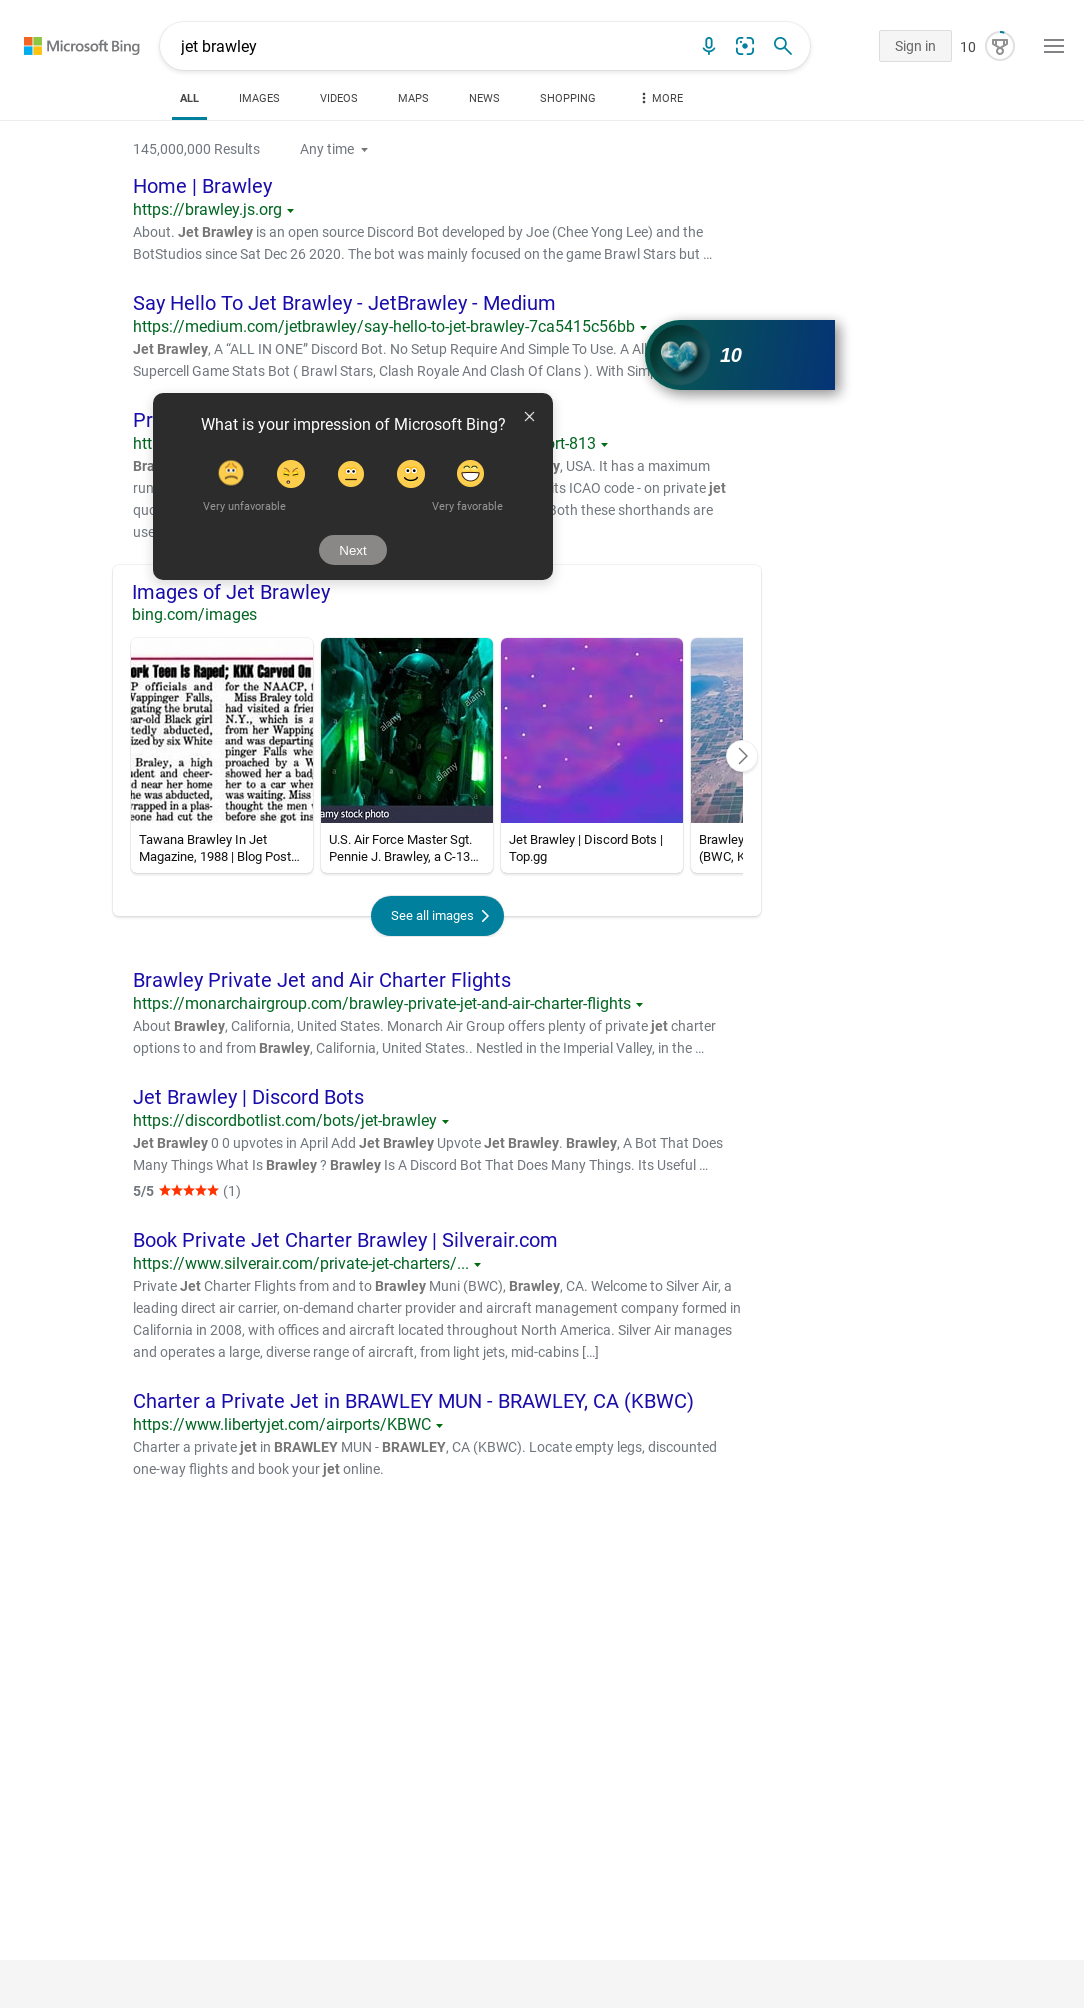 Microsoft Bing
jet brawley
Sign in
10
ALL
IMAGES
VIDEOS
MAPS
NEWS
SHOPPING
MORE
145,000,000 Results
Any time
Home | Brawley
https://brawley.js.org
About. Jet Brawley is an open source Discord Bot developed by Joe (Chee Yong Lee) and the
BotStudios since Sat Dec 26 2020. The bot was mainly focused on the game Brawl Stars but …
Say Hello To Jet Brawley - JetBrawley - Medium
https://medium.com/jetbrawley/say-hello-to-jet-brawley-7ca5415c56bb
Jet Brawley, A “ALL IN ONE” Discord Bot. No Setup Require And Simple To Use. A All
Supercell Game Stats Bot ( Brawl Stars, Clash Royale And Clash Of Clans ). With Simp
10
Pr
htt
ort-813
, USA. It has a maximum
run
ts ICAO code - on private jet
quo
Both these shorthands are
use
What is your impression of Microsoft Bing?
Very unfavorable
Very favorable
Next
Images of Jet Brawley
bing.com/images
ork Teen Is Raped; KKK Carved On
P officials and
Wappinger Falls,
gating the brutal
ear-old Black girl
tedly abducted,
ized by six White
Braley, a high
dent and cheer-
d near her home
he was abducted,
wrapped in a plas-
eone had cut the
for the NAACP,
Miss Braley told
had visited a frie
N.Y., which is a
from her Wapping
and was departing
pinger Falls whe
proached by a W
showed her a bad
her to a car when
was waiting. Miss
thought the men
before she got ins
alamy
alamy
alamy
amy stock photo
Tawana Brawley In Jet
Magazine, 1988 | Blog Post…
U.S. Air Force Master Sgt.
Pennie J. Brawley, a C-13…
Jet Brawley | Discord Bots |
Top.gg
Brawley
(BWC, K
See all images
Brawley Private Jet and Air Charter Flights
https://monarchairgroup.com/brawley-private-jet-and-air-charter-flights
About Brawley, California, United States. Monarch Air Group offers plenty of private jet charter
options to and from Brawley, California, United States.. Nestled in the Imperial Valley, in the …
Jet Brawley | Discord Bots
https://discordbotlist.com/bots/jet-brawley
Jet Brawley 0 0 upvotes in April Add Jet Brawley Upvote Jet Brawley. Brawley, A Bot That Does
Many Things What Is Brawley ? Brawley Is A Discord Bot That Does Many Things. Its Useful …
5/5 ★★★★★ (1)
Book Private Jet Charter Brawley | Silverair.com
https://www.silverair.com/private-jet-charters/...
Private Jet Charter Flights from and to Brawley Muni (BWC), Brawley, CA. Welcome to Silver Air, a
leading direct air carrier, on-demand charter provider and aircraft management company formed in
California in 2008, with offices and aircraft located throughout North America. Silver Air manages
and operates a large, diverse range of aircraft, from light jets, mid-cabins […]
Charter a Private Jet in BRAWLEY MUN - BRAWLEY, CA (KBWC)
https://www.libertyjet.com/airports/KBWC
Charter a private jet in BRAWLEY MUN - BRAWLEY, CA (KBWC). Locate empty legs, discounted
one-way flights and book your jet online.